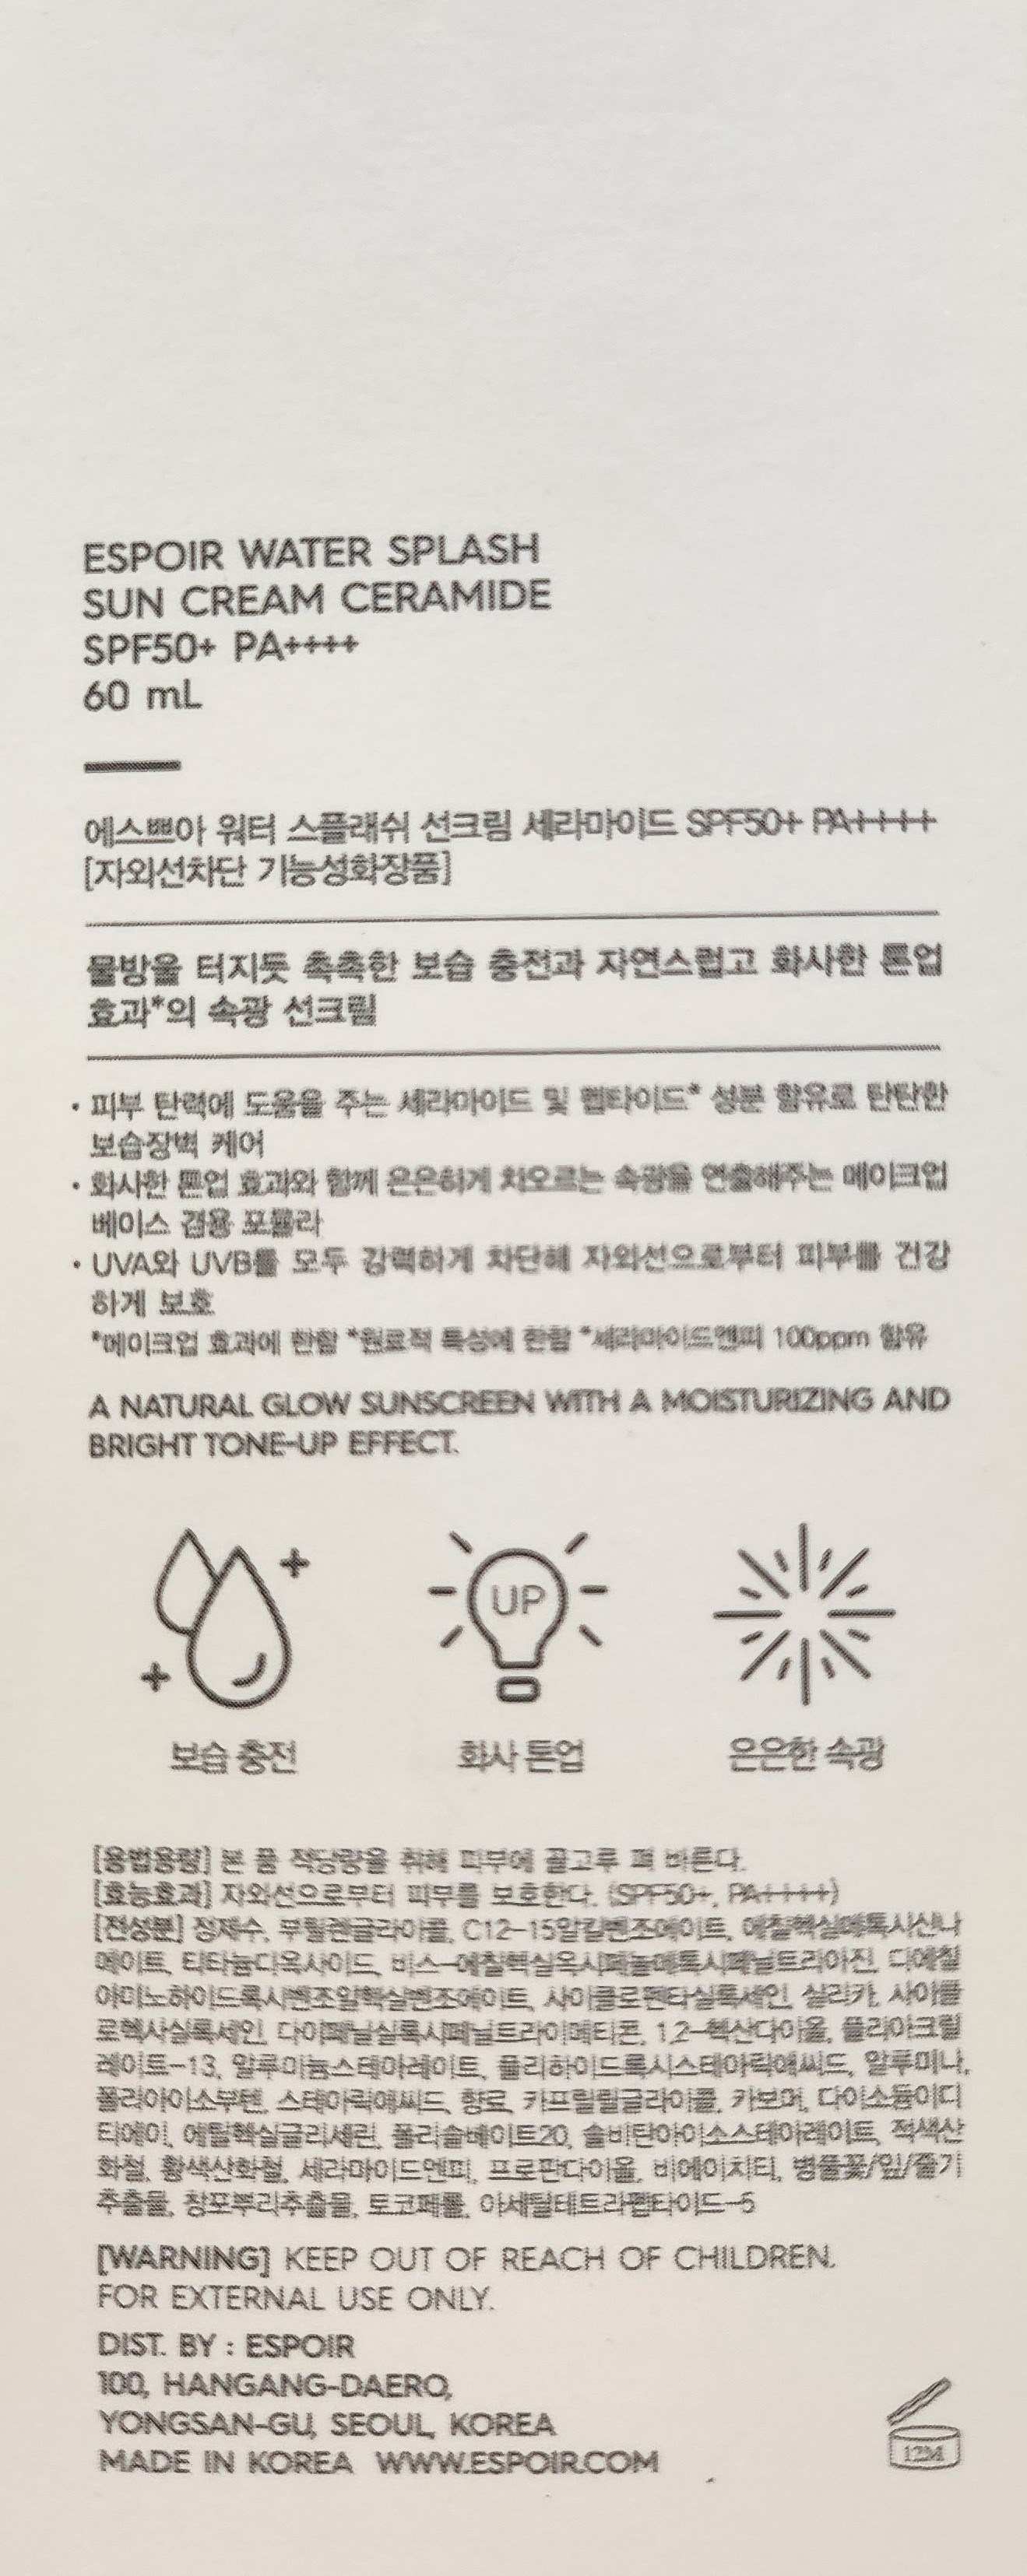 ESPOIR WATER SPLASH
SUN CREAM CERAMIDE
SPF50+ PA++++
60 mL
에스쁘아 워터 스플래쉬 선크림 세라마이드 SPF50+ PA++++
[자외선차단 기능성화장품]
물방울 터지듯 촉촉한 보습 충전과 자연스럽고 화사한 톤업
효과*의 속광 선크림
• 피부 탄력에 도움을 주는 세라마이드 및 펩타이드* 성분 함유로 탄탄한
보습장벽 케어
• 화사한 톤업 효과와 함께 은은하게 차오르는 속광을 연출해주는 메이크업
베이스 겸용 포뮬라
• UVA와 UVB를 모두 강력하게 차단해 자외선으로부터 피부를 건강
하게 보호
*메이크업 효과에 한함 *원료적 특성에 한함 *세라마이드엔피 100ppm 함유
A NATURAL GLOW SUNSCREEN WITH A MOISTURIZING AND
BRIGHT TONE-UP EFFECT.
UP
보습 충전 화사 톤업 은은한 속광
[용법용량] 본 품 적당량을 취해 피부에 골고루 펴 바른다.
[효능효과] 자외선으로부터 피부를 보호한다. (SPF50+, PA++++)
[전성분] 정제수, 부틸렌글라이콜, C12-15알킬벤조에이트, 에칠헥실메톡시신나
메이트, 티타늄디옥사이드, 비스-에칠헥실옥시페놀메톡시페닐트리아진, 디에칠
아미노하이드록시벤조일헥실벤조에이트, 사이클로펜타실록세인, 실리카, 사이클
로헥사실록세인, 다이페닐실록시페닐트라이메티콘, 1,2-헥산다이올, 폴리아크릴
레이트-13, 알루미늄스테아레이트, 폴리하이드록시스테아릭애씨드, 알루미나,
폴리아이소부텐, 스테아릭애씨드, 향료, 카프릴릴글라이콜, 카보머, 다이소듐이디
티에이, 에틸헥실글리세린, 폴리솔베이트20, 솔비탄아이소스테아레이트, 적색산
화철, 황색산화철, 세라마이드엔피, 프로판다이올, 비에이치티, 병풀꽃/잎/줄기
추출물, 창포뿌리추출물, 토코페롤, 아세틸테트라펩타이드-5
[WARNING] KEEP OUT OF REACH OF CHILDREN.
FOR EXTERNAL USE ONLY.
DIST. BY : ESPOIR
100, HANGANG-DAERO,
YONGSAN-GU, SEOUL, KOREA
MADE IN KOREA WWW.ESPOIR.COM
12M